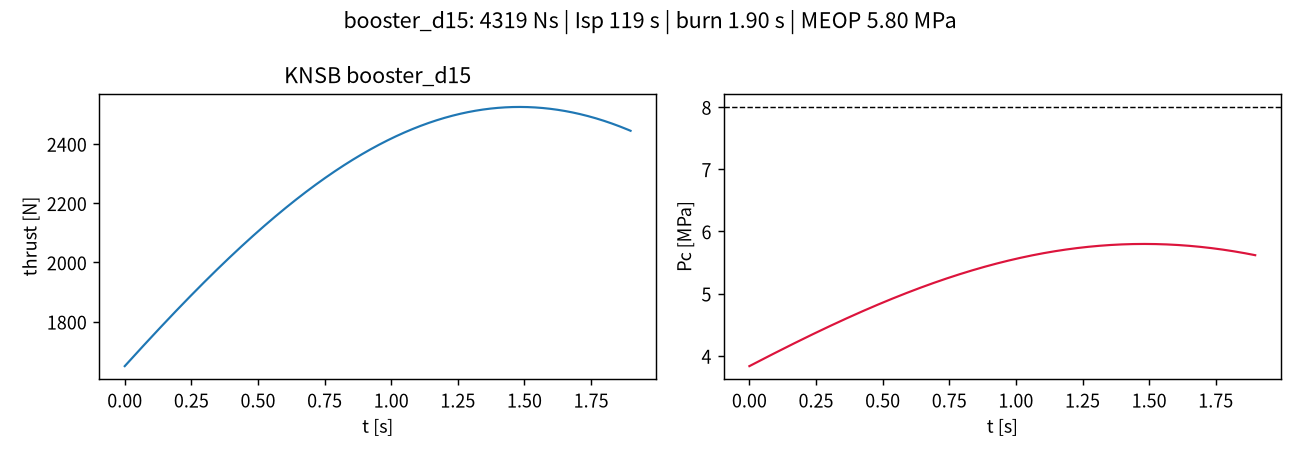 booster_d15: 4319 Ns | Isp 119 s | burn 1.90 s | MEOP 5.80 MPa
KNSB booster_d15
thrust [N]
2400
2200
2000
1800
0.00 0.25 0.50 0.75 1.00 1.25 1.50 1.75
t [s]
Pc [MPa]
8
7
6
5
4
0.00 0.25 0.50 0.75 1.00 1.25 1.50 1.75
t [s]